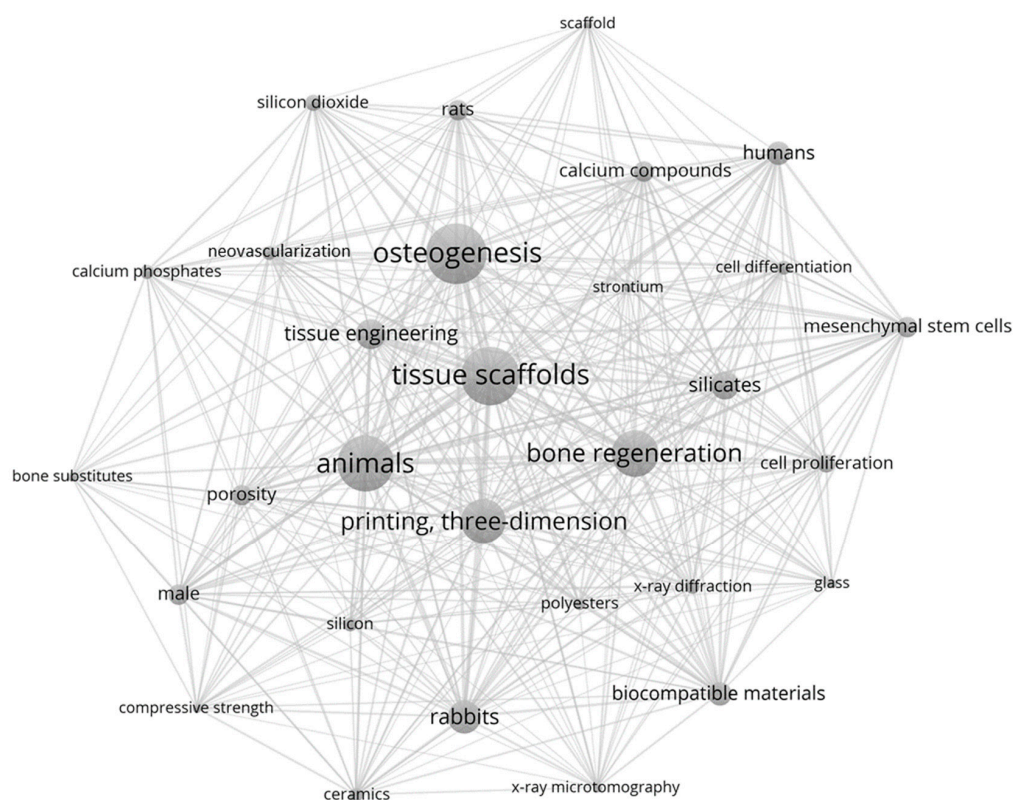 scaffold
silicon dioxide
rats
humans
calcium compounds
neovascularization
osteogenesis
cell differentiation
calcium phosphates
strontium
mesenchymal stem cells
tissue engineering
tissue scaffolds
silicates
bone regeneration
animals
cell proliferation
bone substitutes
porosity
printing, three-dimension
glass
x-ray diffraction
male
polyesters
silicon
biocompatible materials
compressive strength
rabbits
x-ray microtomography
ceramics